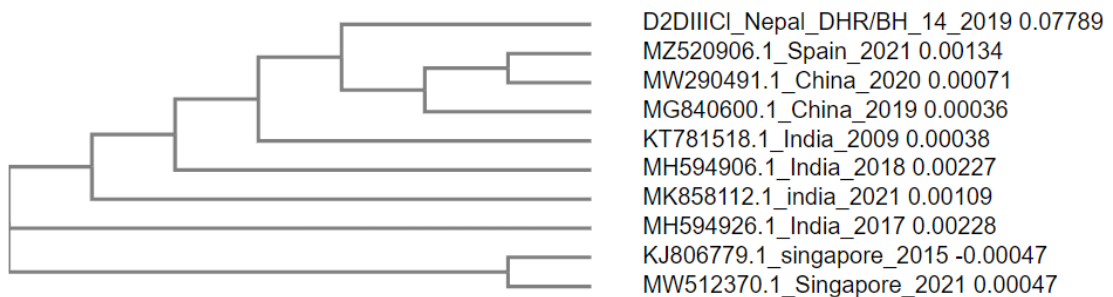 D2DIIICI_Nepal_DHR/BH_14_2019 0.07789
MZ520906.1_Spain_2021 0.00134
MW290491.1_China_2020 0.00071
MG840600.1_China_2019 0.00036
KT781518.1_India_2009 0.00038
MH594906.1_India_2018 0.00227
MK858112.1_india_2021 0.00109
MH594926.1_India_2017 0.00228
KJ806779.1_singapore_2015 -0.00047
MW512370.1_Singapore_2021 0.00047